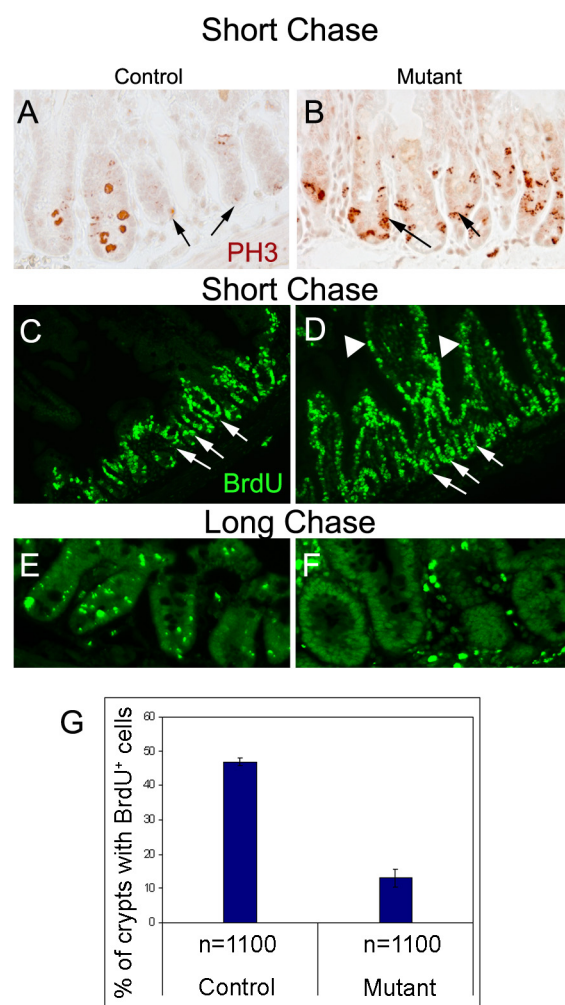 Short Chase
Control Mutant
A B
PH3
Short Chase
C D
BrdU
Long Chase
E F
G
% of crypts with BrdU⁺ cells
60
50
40
30
20
10
0
n=1100 n=1100
Control Mutant